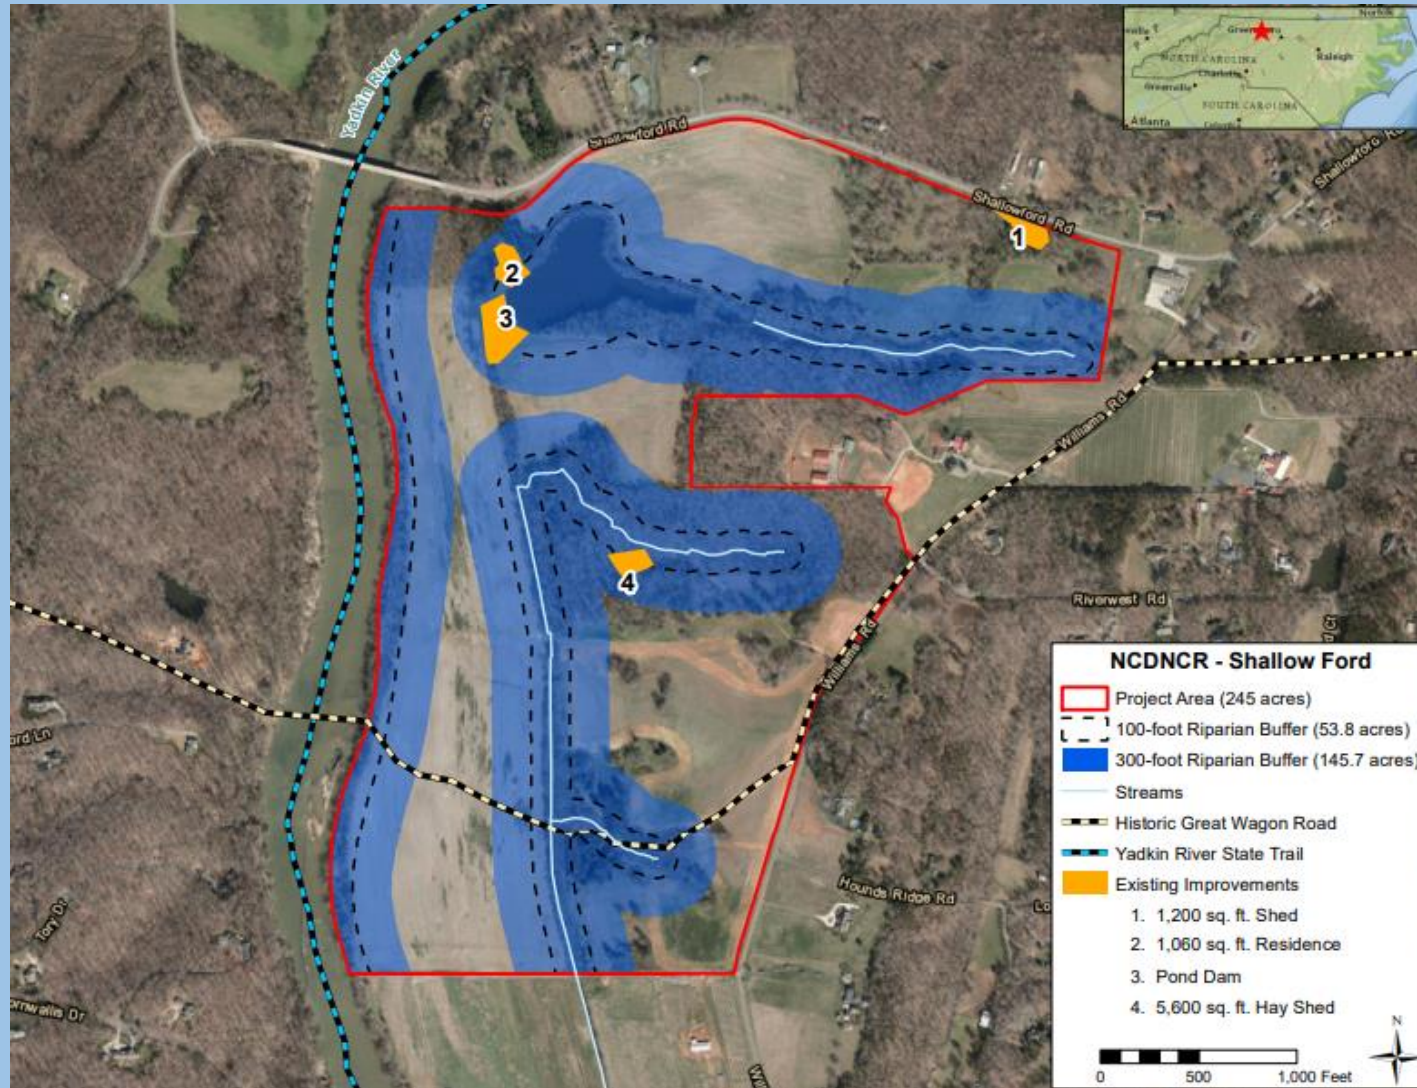 Norfolk
NORTH CAROLINA
Raleigh
Charlotte
Greenville
SOUTH CAROLINA
Atlanta
Yadkin River
Shallowford Rd
Shallowford Rd
Shallowford Rd
1
2
3
4
Williams Rd
Riverwest Rd
Williams Rd
Hounds Ridge Rd
Tory Dr
NCDNCR - Shallow Ford
Project Area (245 acres)
100-foot Riparian Buffer (53.8 acres)
300-foot Riparian Buffer (145.7 acres)
Streams
Historic Great Wagon Road
Yadkin River State Trail
Existing Improvements
1. 1,200 sq. ft. Shed
2. 1,060 sq. ft. Residence
3. Pond Dam
4. 5,600 sq. ft. Hay Shed
N
0 500 1,000 Feet